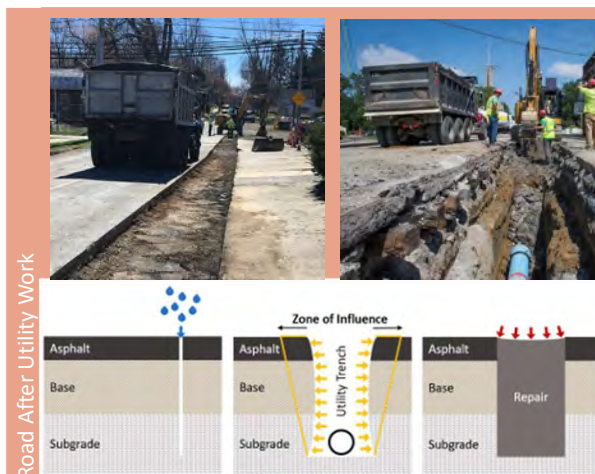 Road After Utility Work
Asphalt
Base
Subgrade
Zone of Influence
Asphalt
Base
Subgrade
Utility Trench
Asphalt
Base
Subgrade
Repair